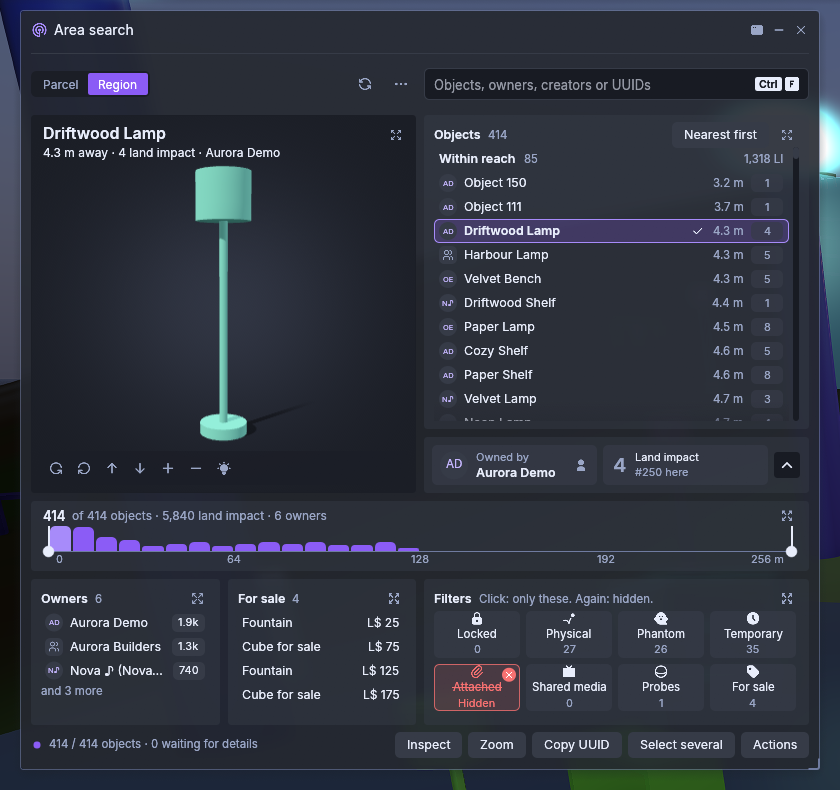 Area search
Parcel
Region
Objects, owners, creators or UUIDs
Ctrl
F
Driftwood Lamp
4.3 m away · 4 land impact · Aurora Demo
Objects 414
Nearest first
Within reach 85
1,318 LI
AD Object 150 3.2 m 1
AD Object 111 3.7 m 1
AD Driftwood Lamp 4.3 m 4
Harbour Lamp 4.3 m 5
OE Velvet Bench 4.3 m 5
N♪ Driftwood Shelf 4.4 m 1
OE Paper Lamp 4.5 m 8
AD Cozy Shelf 4.6 m 5
AD Paper Shelf 4.6 m 8
N♪ Velvet Lamp 4.7 m 3
AD
Owned by
Aurora Demo
4
Land impact
#250 here
414 of 414 objects · 5,840 land impact · 6 owners
0 64 128 192 256 m
Owners 6
AD Aurora Demo 1.9k
Aurora Builders 1.3k
N♪ Nova ♪ (Nova... 740
and 3 more
For sale 4
Fountain L$ 25
Cube for sale L$ 75
Fountain L$ 125
Cube for sale L$ 175
Filters Click: only these. Again: hidden.
Locked
0
Physical
27
Phantom
26
Temporary
35
Attached
Hidden
Shared media
0
Probes
1
For sale
4
414 / 414 objects · 0 waiting for details
Inspect
Zoom
Copy UUID
Select several
Actions